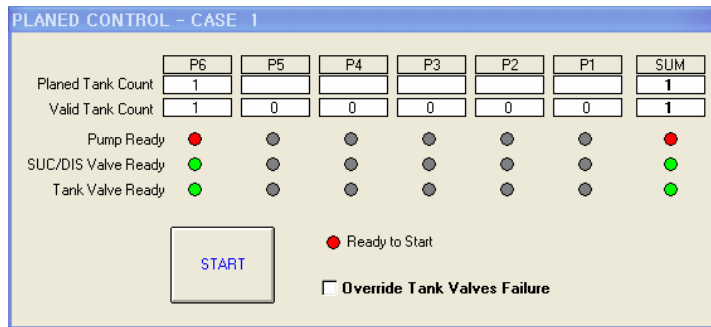 PLANED CONTROL - CASE 1
P6 P5 P4 P3 P2 P1 SUM
Planed Tank Count 1 1
Valid Tank Count 1 0 0 0 0 0 1
Pump Ready
SUC/DIS Valve Ready
Tank Valve Ready
START
Ready to Start
Override Tank Valves Failure